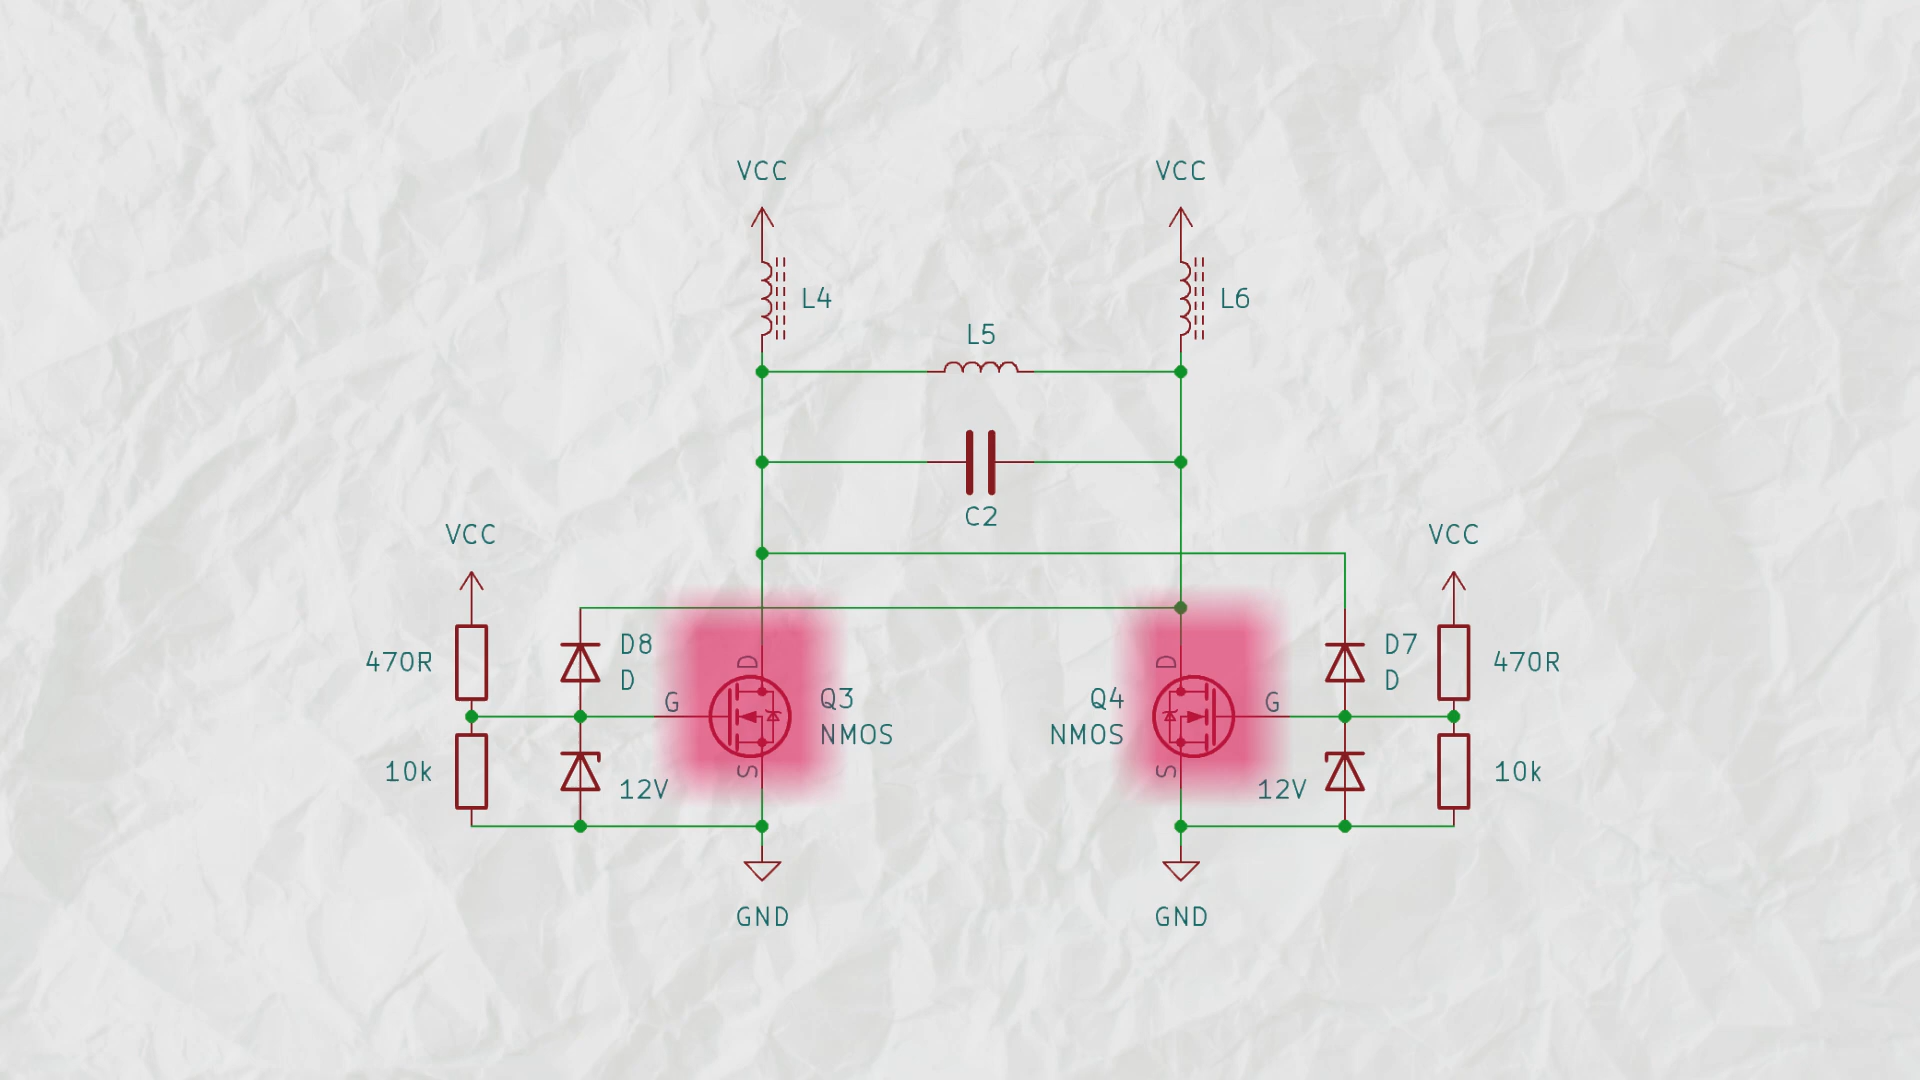 VCC
VCC
L4
L6
L5
C2
VCC
VCC
470R
D8
D
D
D
D7
D
470R
G
Q3
NMOS
Q4
NMOS
G
10k
12V
S
S
12V
10k
GND
GND